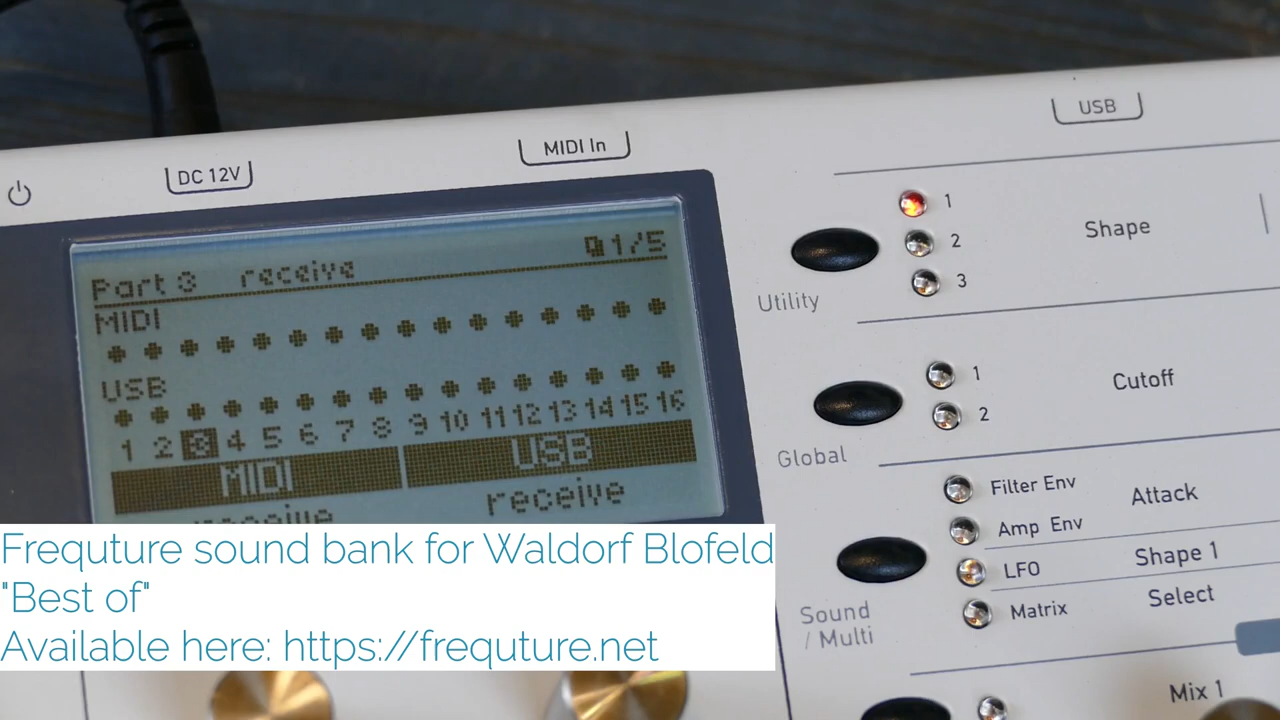 USB
MIDI In
DC 12V
1
2
3
Shape
Utility
Part 3 receive 1/5
MIDI
USB
1 2 3 4 5 6 7 8 9 10 11 12 13 14 15 16
MIDI USB
receive receive
1
2
Cutoff
Global
Filter Env
Amp Env
Attack
LFO
Shape 1
Matrix
Select
Sound
/ Multi
Mix 1
Frequture sound bank for Waldorf Blofeld
"Best of"
Available here: https://frequture.net